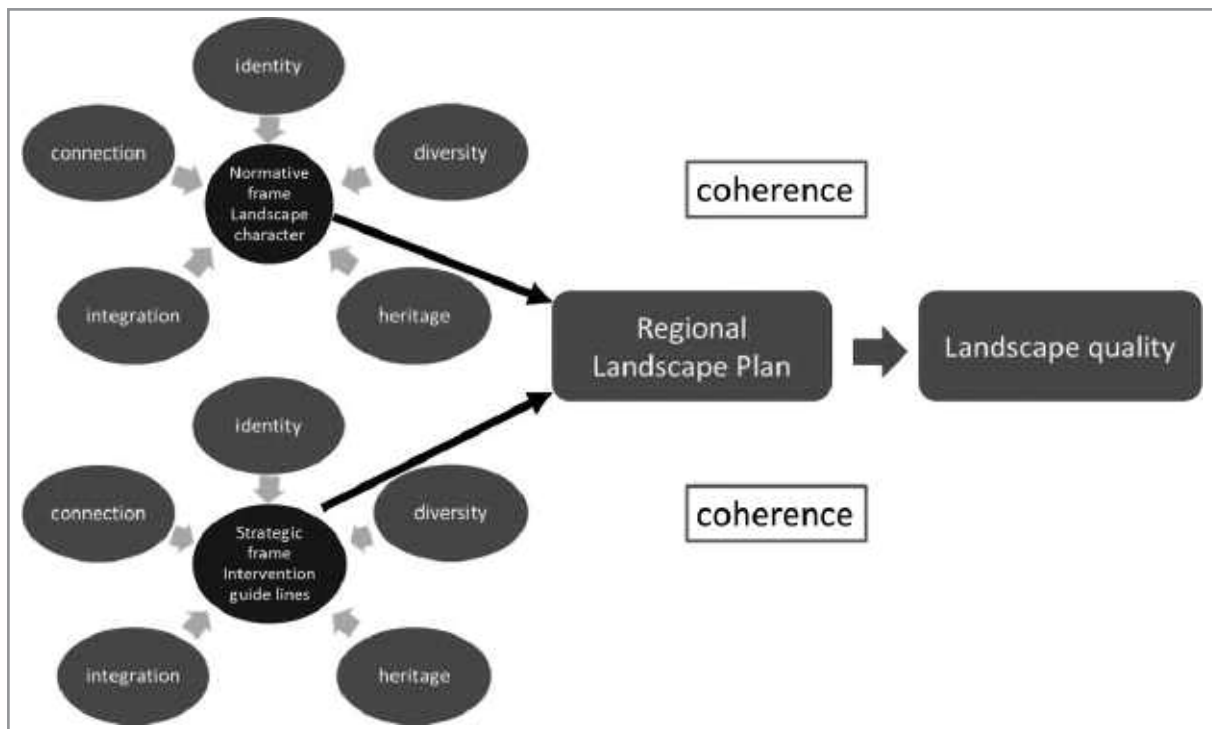 identity
connection
diversity
Normative
frame
Landscape
character
integration
heritage
coherence
Regional
Landscape Plan
Landscape quality
identity
connection
diversity
Strategic
frame
Intervention
guide lines
integration
heritage
coherence